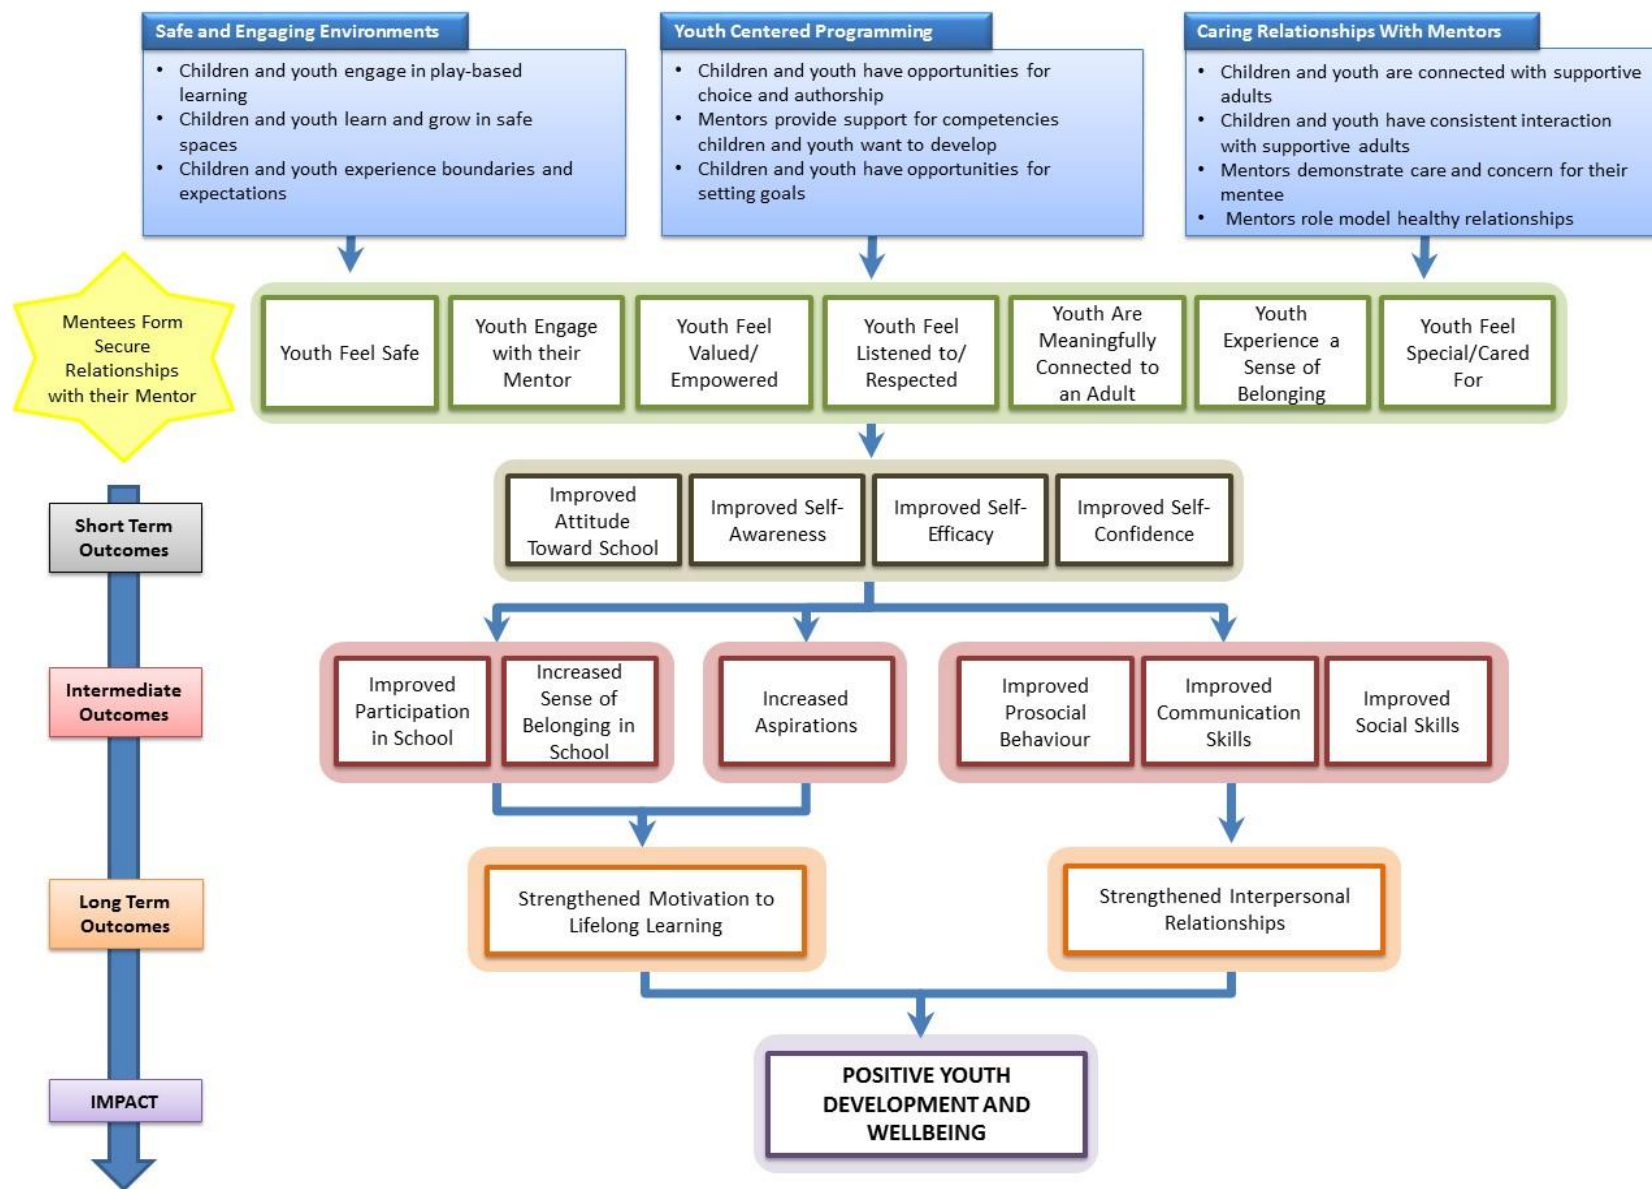 Safe and Engaging Environments
• Children and youth engage in play-based
learning
• Children and youth learn and grow in safe
spaces
• Children and youth experience boundaries and
expectations
Youth Centered Programming
• Children and youth have opportunities for
choice and authorship
• Mentors provide support for competencies
children and youth want to develop
• Children and youth have opportunities for
setting goals
Caring Relationships With Mentors
• Children and youth are connected with supportive
adults
• Children and youth have consistent interaction
with supportive adults
• Mentors demonstrate care and concern for their
mentee
• Mentors role model healthy relationships
Mentees Form
Secure
Relationships
with their Mentor
Youth Feel Safe
Youth Engage
with their
Mentor
Youth Feel
Valued/
Empowered
Youth Feel
Listened to/
Respected
Youth Are
Meaningfully
Connected to
an Adult
Youth
Experience a
Sense of
Belonging
Youth Feel
Special/Cared
For
Short Term
Outcomes
Improved
Attitude
Toward School
Improved Self-
Awareness
Improved Self-
Efficacy
Improved Self-
Confidence
Intermediate
Outcomes
Improved
Participation
in School
Increased
Sense of
Belonging in
School
Increased
Aspirations
Improved
Prosocial
Behaviour
Improved
Communication
Skills
Improved
Social Skills
Long Term
Outcomes
Strengthened Motivation to
Lifelong Learning
Strengthened Interpersonal
Relationships
IMPACT
POSITIVE YOUTH
DEVELOPMENT AND
WELLBEING